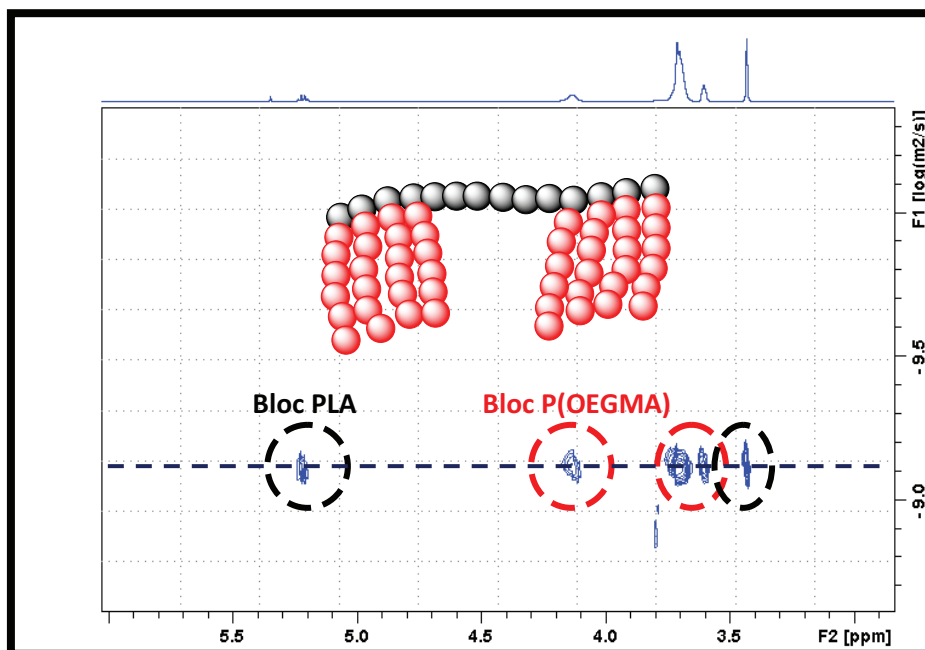 Bloc PLA
Bloc P(OEGMA)
F1 [log(m2/s)]
- 9.5
- 9.0
5.5 5.0 4.5 4.0 3.5 F2 [ppm]